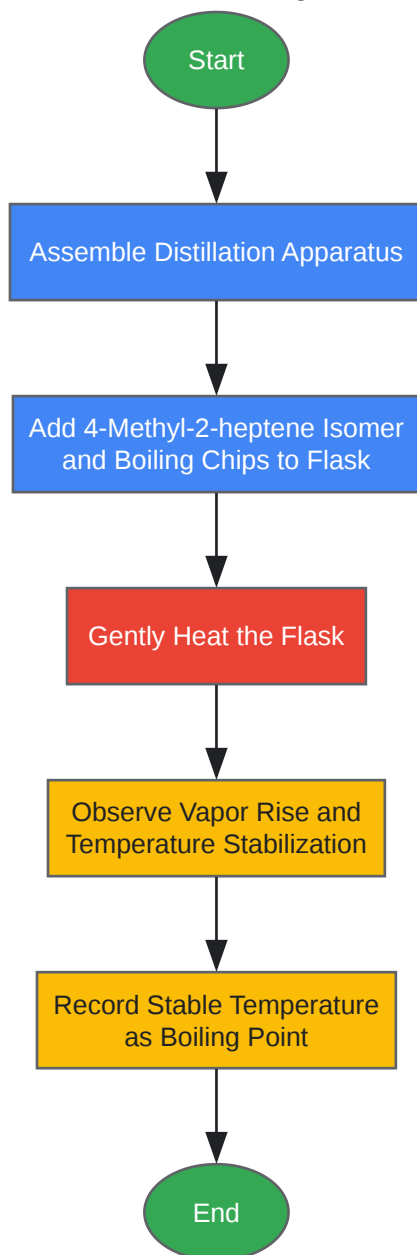 Start
Assemble Distillation Apparatus
Add 4-Methyl-2-heptene Isomer
and Boiling Chips to Flask
Gently Heat the Flask
Observe Vapor Rise and
Temperature Stabilization
Record Stable Temperature
as Boiling Point
End